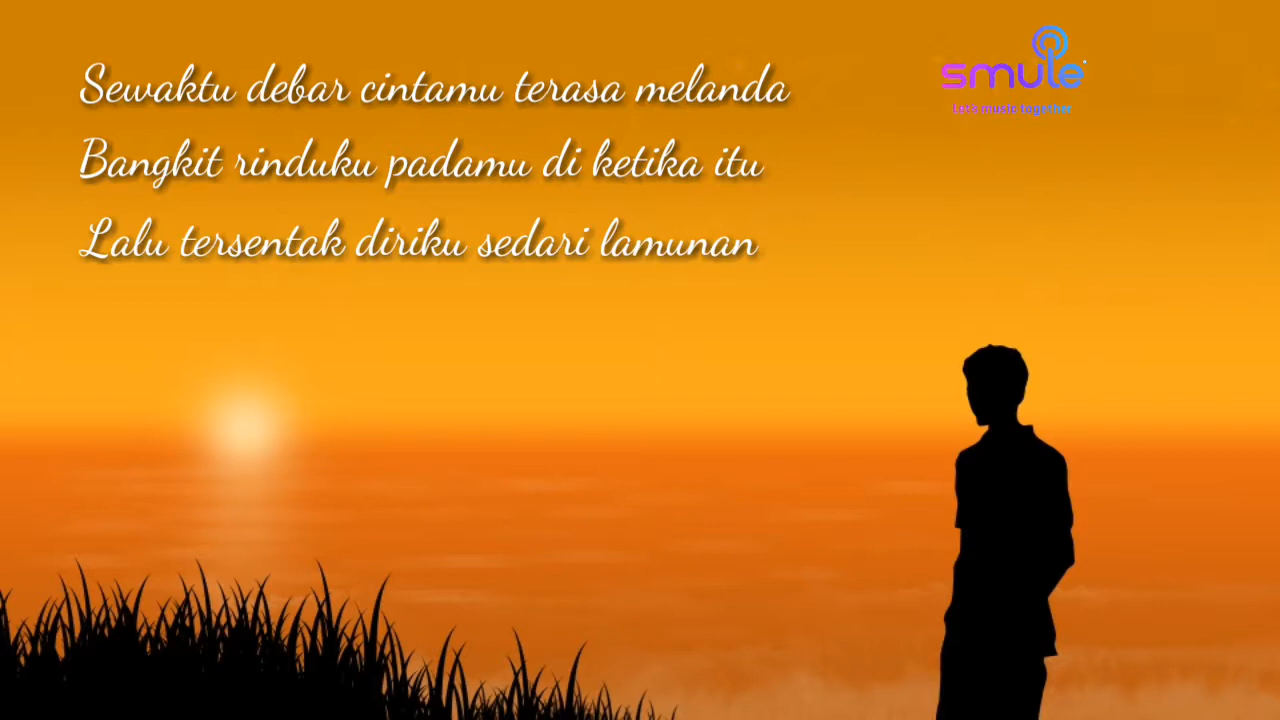 Sewaktu debar cintamu terasa melanda
Bangkit rinduku padamu di ketika itu
Lalu tersentak diriku sedari lamunan
smule
Let's music together